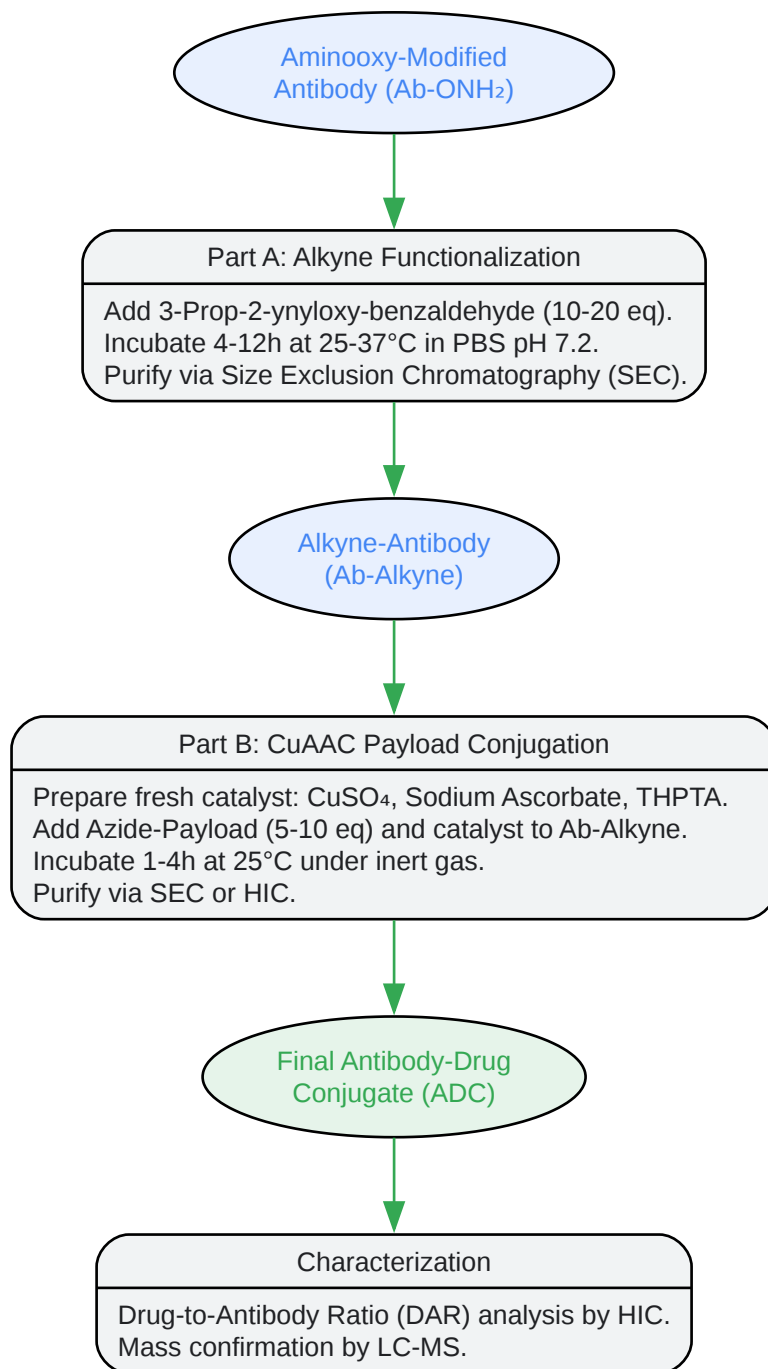 Aminooxy-Modified
Antibody (Ab-ONH₂)
Part A: Alkyne Functionalization
Add 3-Prop-2-ynyloxy-benzaldehyde (10-20 eq).
Incubate 4-12h at 25-37°C in PBS pH 7.2.
Purify via Size Exclusion Chromatography (SEC).
Alkyne-Antibody
(Ab-Alkyne)
Part B: CuAAC Payload Conjugation
Prepare fresh catalyst: CuSO₄, Sodium Ascorbate, THPTA.
Add Azide-Payload (5-10 eq) and catalyst to Ab-Alkyne.
Incubate 1-4h at 25°C under inert gas.
Purify via SEC or HIC.
Final Antibody-Drug
Conjugate (ADC)
Characterization
Drug-to-Antibody Ratio (DAR) analysis by HIC.
Mass confirmation by LC-MS.